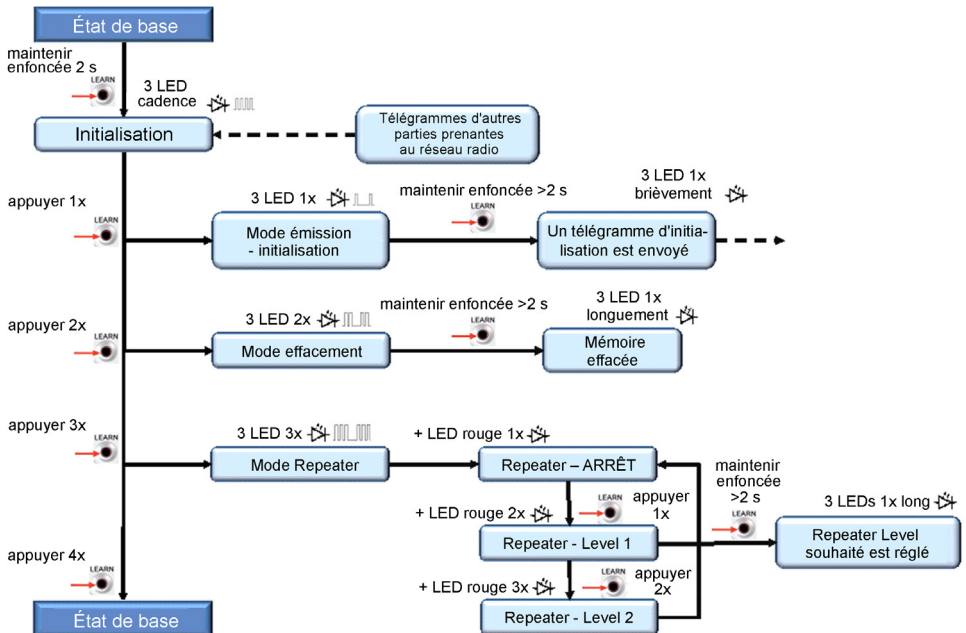 État de base
maintenir
enfoncée 2 s
LEARN
3 LED
cadence
Initialisation
Télégrammes d'autres
parties prenantes
au réseau radio
appuyer 1x
LEARN
3 LED 1x
Mode émission
- initialisation
maintenir enfoncée >2 s
LEARN
3 LED 1x
brièvement
Un télégramme d'initia-
lisation est envoyé
appuyer 2x
LEARN
3 LED 2x
Mode effacement
maintenir enfoncée >2 s
LEARN
3 LED 1x
longuement
Mémoire
effacée
appuyer 3x
LEARN
3 LED 3x
Mode Repeater
+ LED rouge 1x
Repeater – ARRÊT
LEARN
appuyer
1x
+ LED rouge 2x
Repeater - Level 1
maintenir
enfoncée
>2 s
LEARN
3 LEDs 1x long
Repeater Level
souhaité est réglé
LEARN
appuyer
2x
+ LED rouge 3x
Repeater - Level 2
appuyer 4x
LEARN
État de base